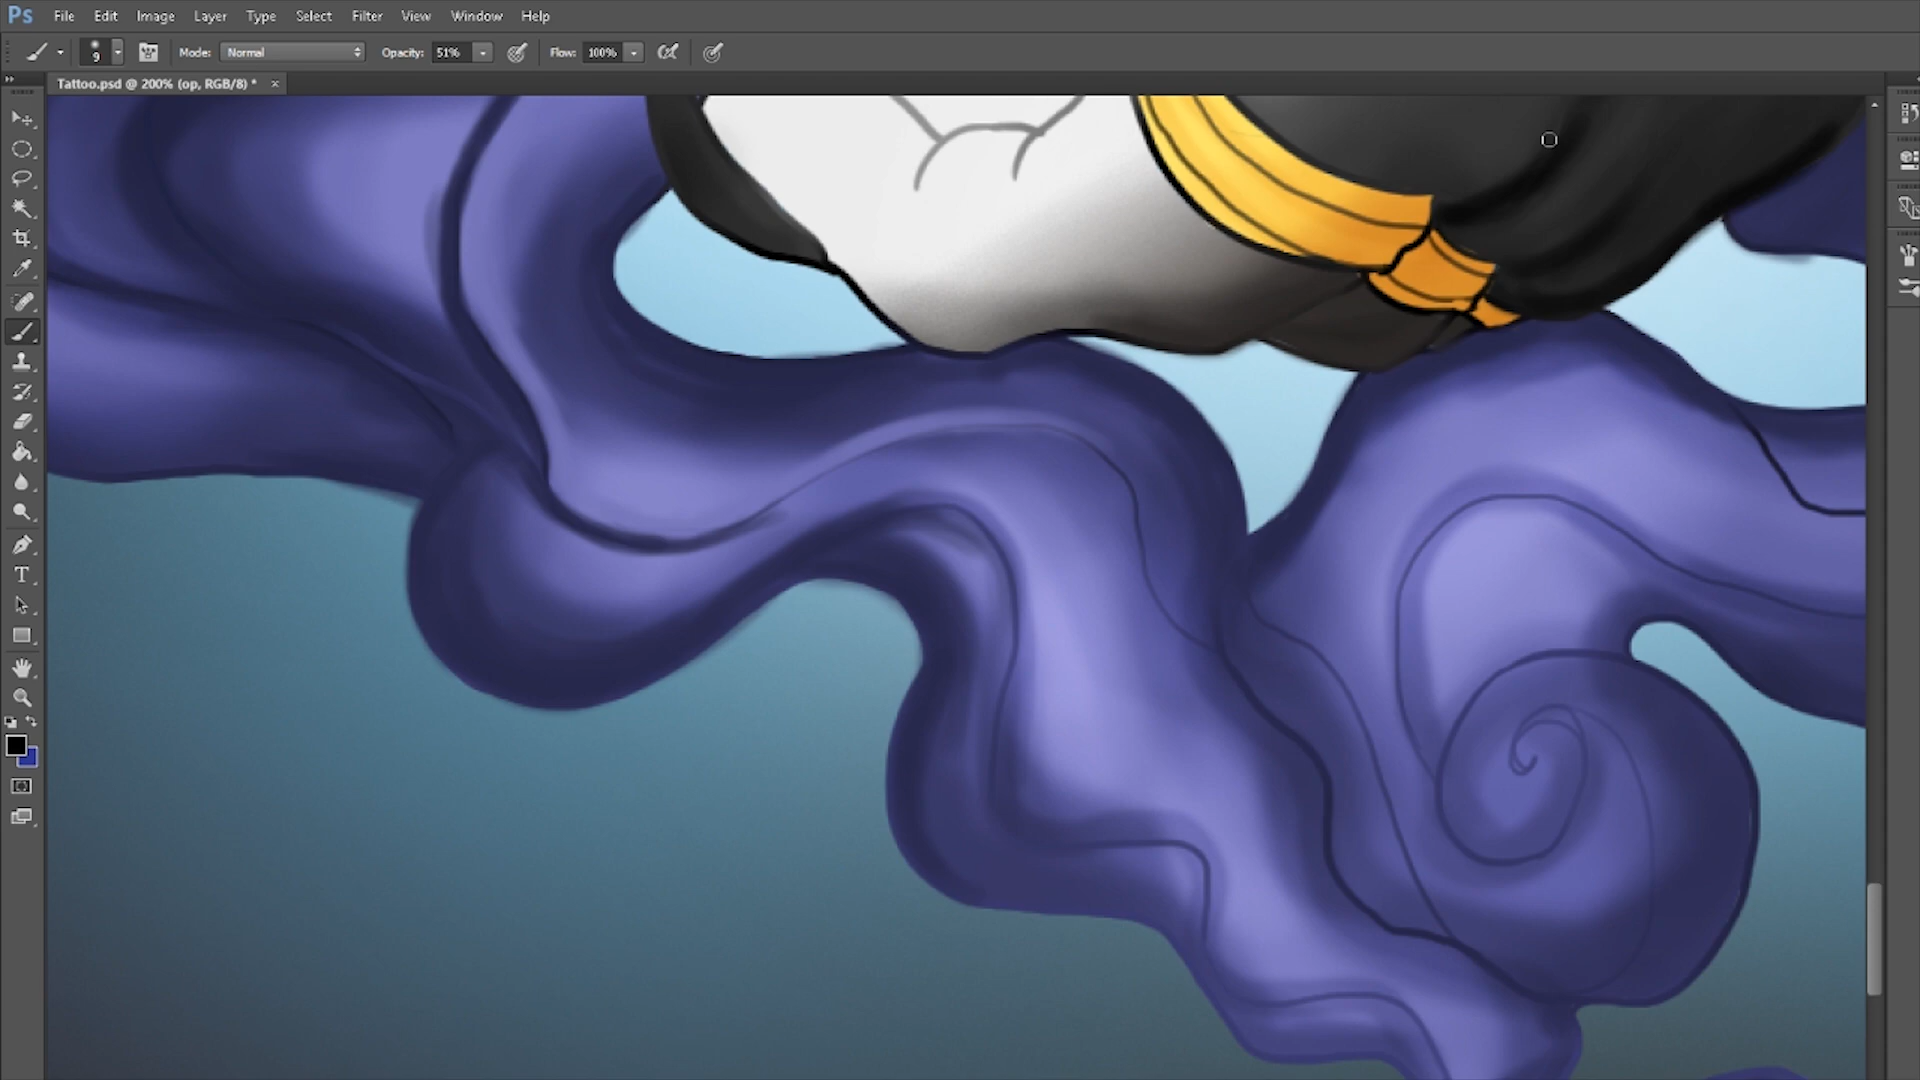 Ps File Edit Image Layer Type Select Filter View Window Help
9 Mode: Normal Opacity: 51% Flow: 100%
Tattoo.psd @ 200% (op, RGB/8) * ×
T